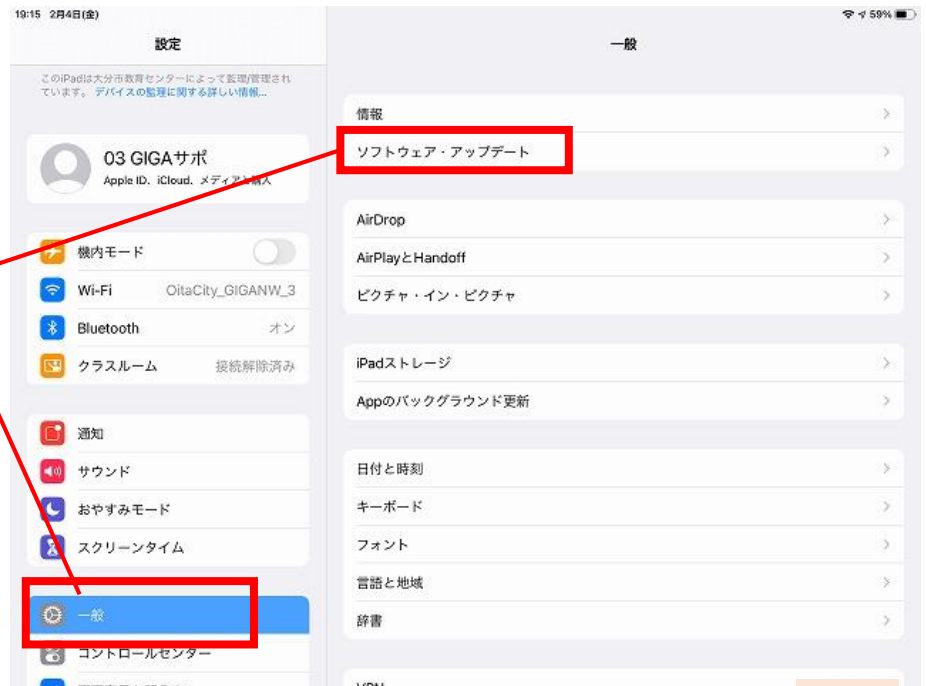 19:15 2月4日(金)
59%
設定
このiPadは大分市教育センターによって監理/管理され
ています。デバイスの監理に関する詳しい情報...
03 GIGAサポ
Apple ID、iCloud、メディアと購入
機内モード
Wi-Fi OitaCity_GIGANW_3
Bluetooth オン
クラスルーム 接続解除済み
通知
サウンド
おやすみモード
スクリーンタイム
一般
コントロールセンター
一般
情報
ソフトウェア・アップデート
AirDrop
AirPlayとHandoff
ピクチャ・イン・ピクチャ
iPadストレージ
Appのバックグラウンド更新
日付と時刻
キーボード
フォント
言語と地域
辞書
VPN